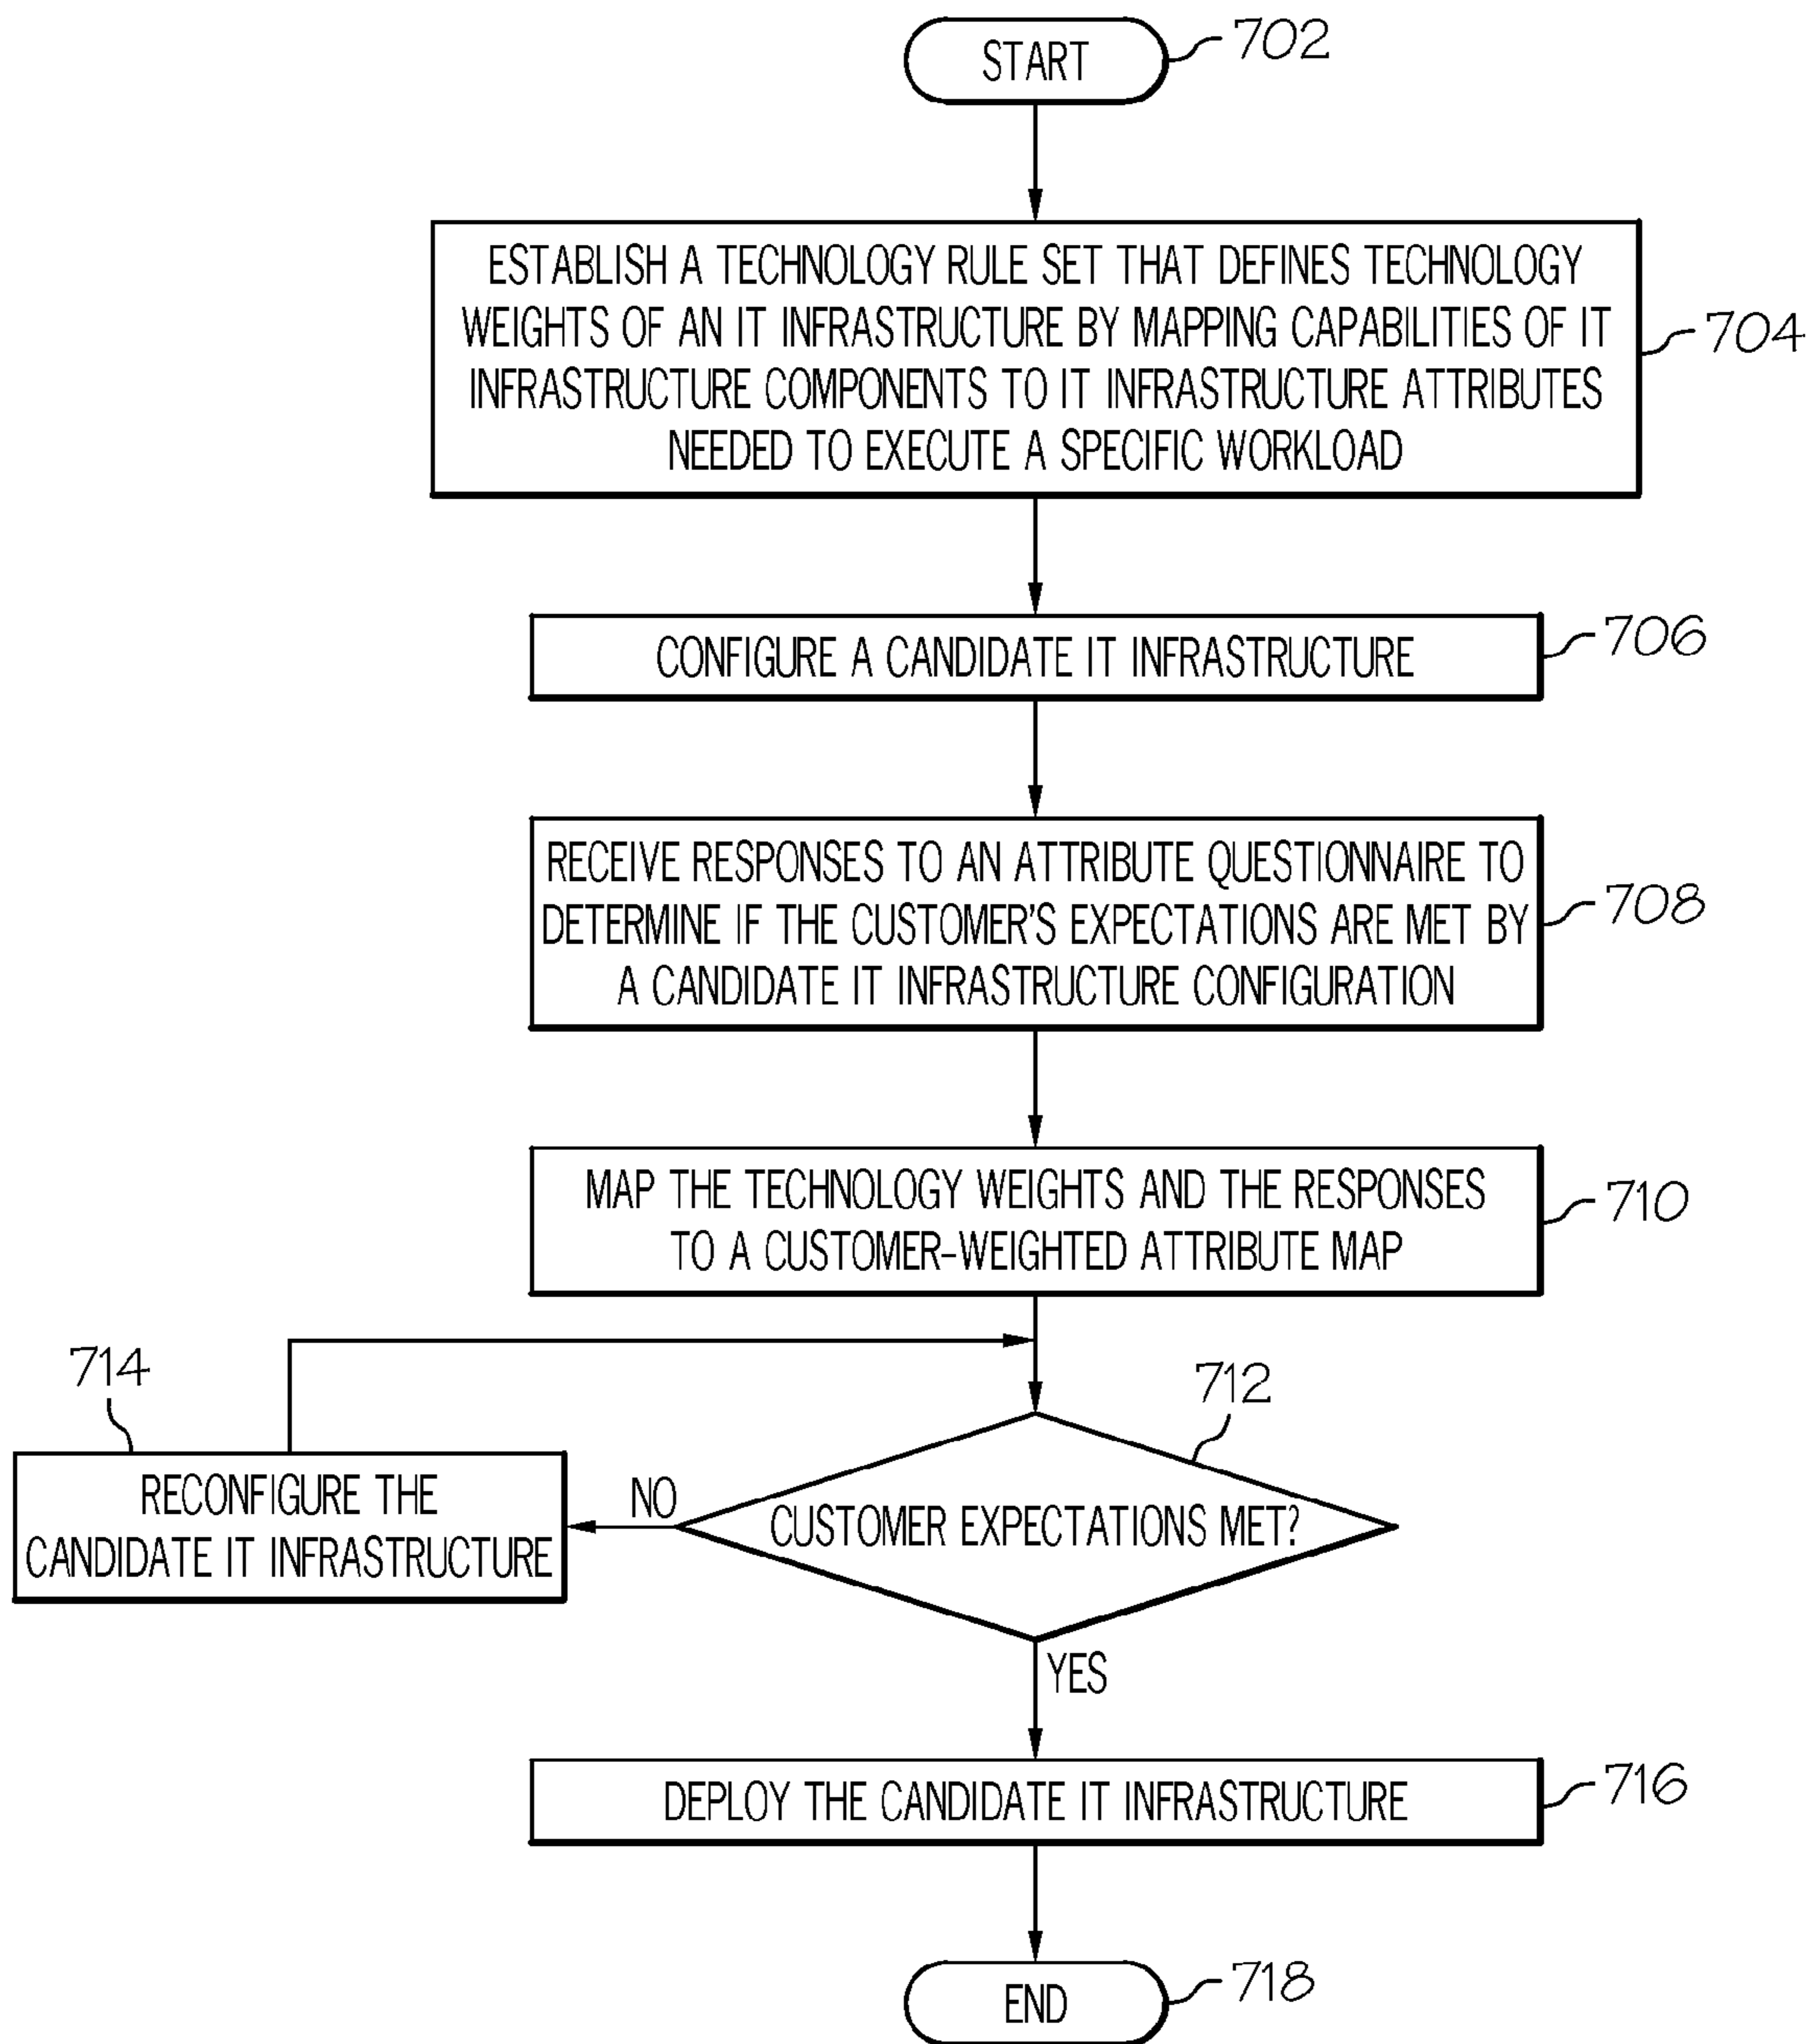 START
702
ESTABLISH A TECHNOLOGY RULE SET THAT DEFINES TECHNOLOGY
WEIGHTS OF AN IT INFRASTRUCTURE BY MAPPING CAPABILITIES OF IT
INFRASTRUCTURE COMPONENTS TO IT INFRASTRUCTURE ATTRIBUTES
NEEDED TO EXECUTE A SPECIFIC WORKLOAD
704
CONFIGURE A CANDIDATE IT INFRASTRUCTURE
706
RECEIVE RESPONSES TO AN ATTRIBUTE QUESTIONNAIRE TO
DETERMINE IF THE CUSTOMER'S EXPECTATIONS ARE MET BY
A CANDIDATE IT INFRASTRUCTURE CONFIGURATION
708
MAP THE TECHNOLOGY WEIGHTS AND THE RESPONSES
TO A CUSTOMER-WEIGHTED ATTRIBUTE MAP
710
714
712
RECONFIGURE THE
CANDIDATE IT INFRASTRUCTURE
NO
CUSTOMER EXPECTATIONS MET?
YES
DEPLOY THE CANDIDATE IT INFRASTRUCTURE
716
END
718